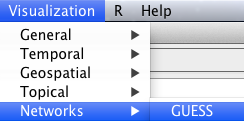 Visualization R Help
General
Temporal
Geospatial
Topical
Networks GUESS